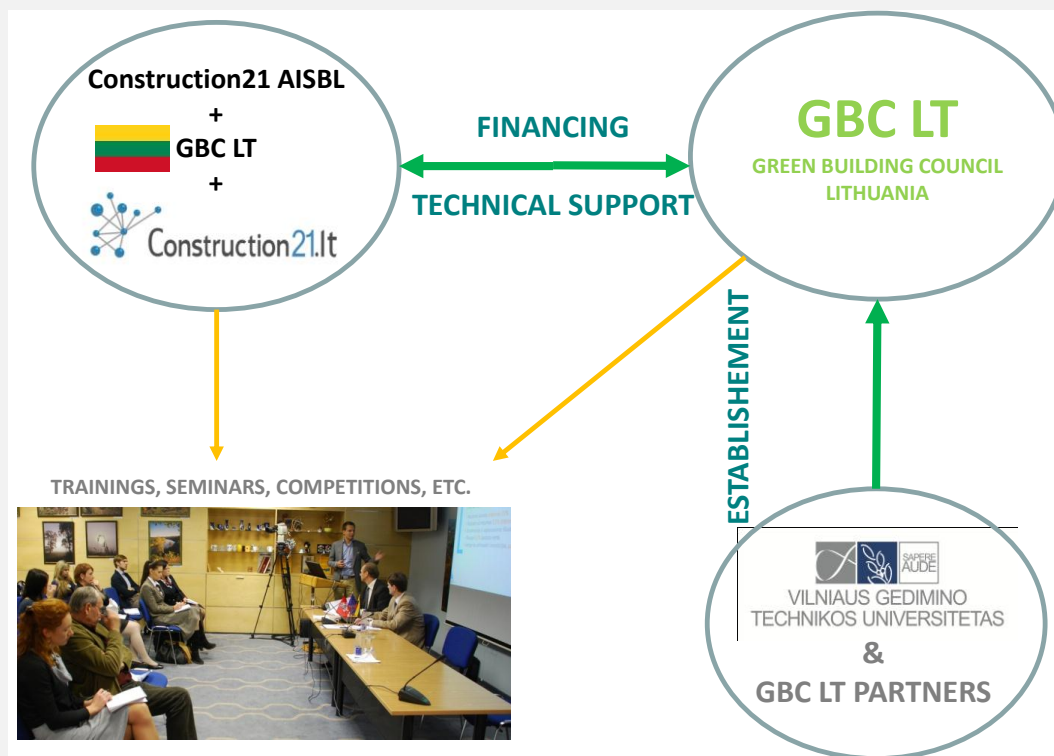 Construction21 AISBL
+
GBC LT
+
Construction21.lt
FINANCING
TECHNICAL SUPPORT
GBC LT
GREEN BUILDING COUNCIL
LITHUANIA
ESTABLISHEMENT
TRAININGS, SEMINARS, COMPETITIONS, ETC.
SAPERE
AUDE
VILNIAUS GEDIMINO
TECHNIKOS UNIVERSITETAS
&
GBC LT PARTNERS